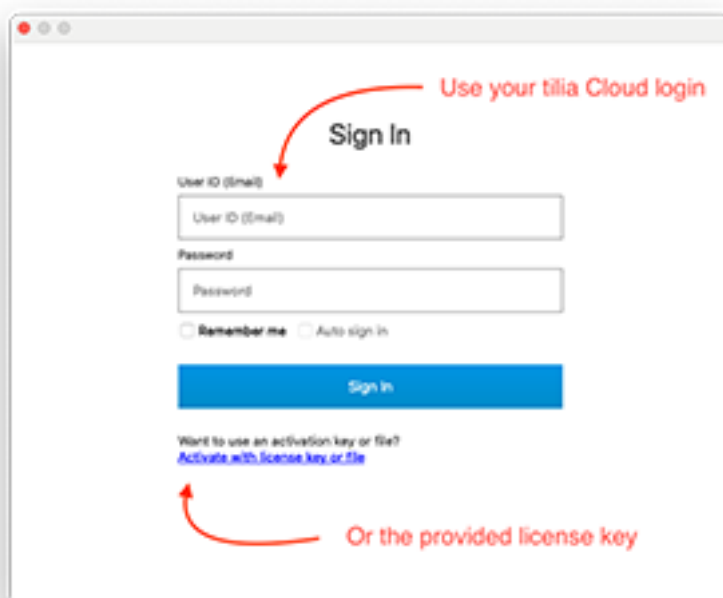 Use your tilia Cloud login
Sign In
User ID (Email)
User ID (Email)
Password
Password
Remember me Auto sign in
Sign In
Want to use an activation key or file?
Activate with license key or file
Or the provided license key